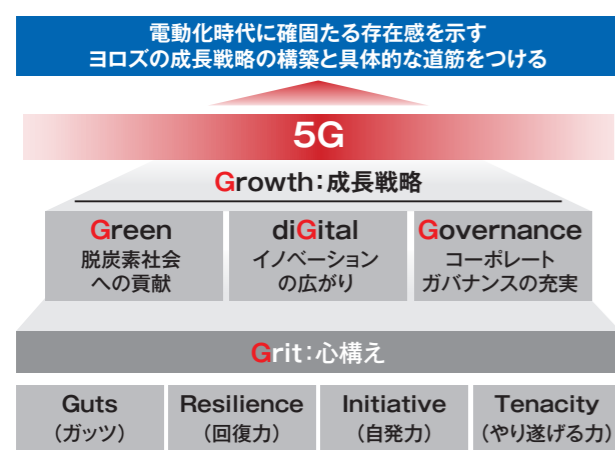 電動化時代に確固たる存在感を示す
ヨロズの成長戦略の構築と具体的な道筋をつける
5G
Growth：成長戦略
Green
脱炭素社会
への貢献
diGital
イノベーション
の広がり
Governance
コーポレート
ガバナンスの充実
Grit：心構え
Guts
（ガッツ）
Resilience
（回復力）
Initiative
（自発力）
Tenacity
（やり遂げる力）